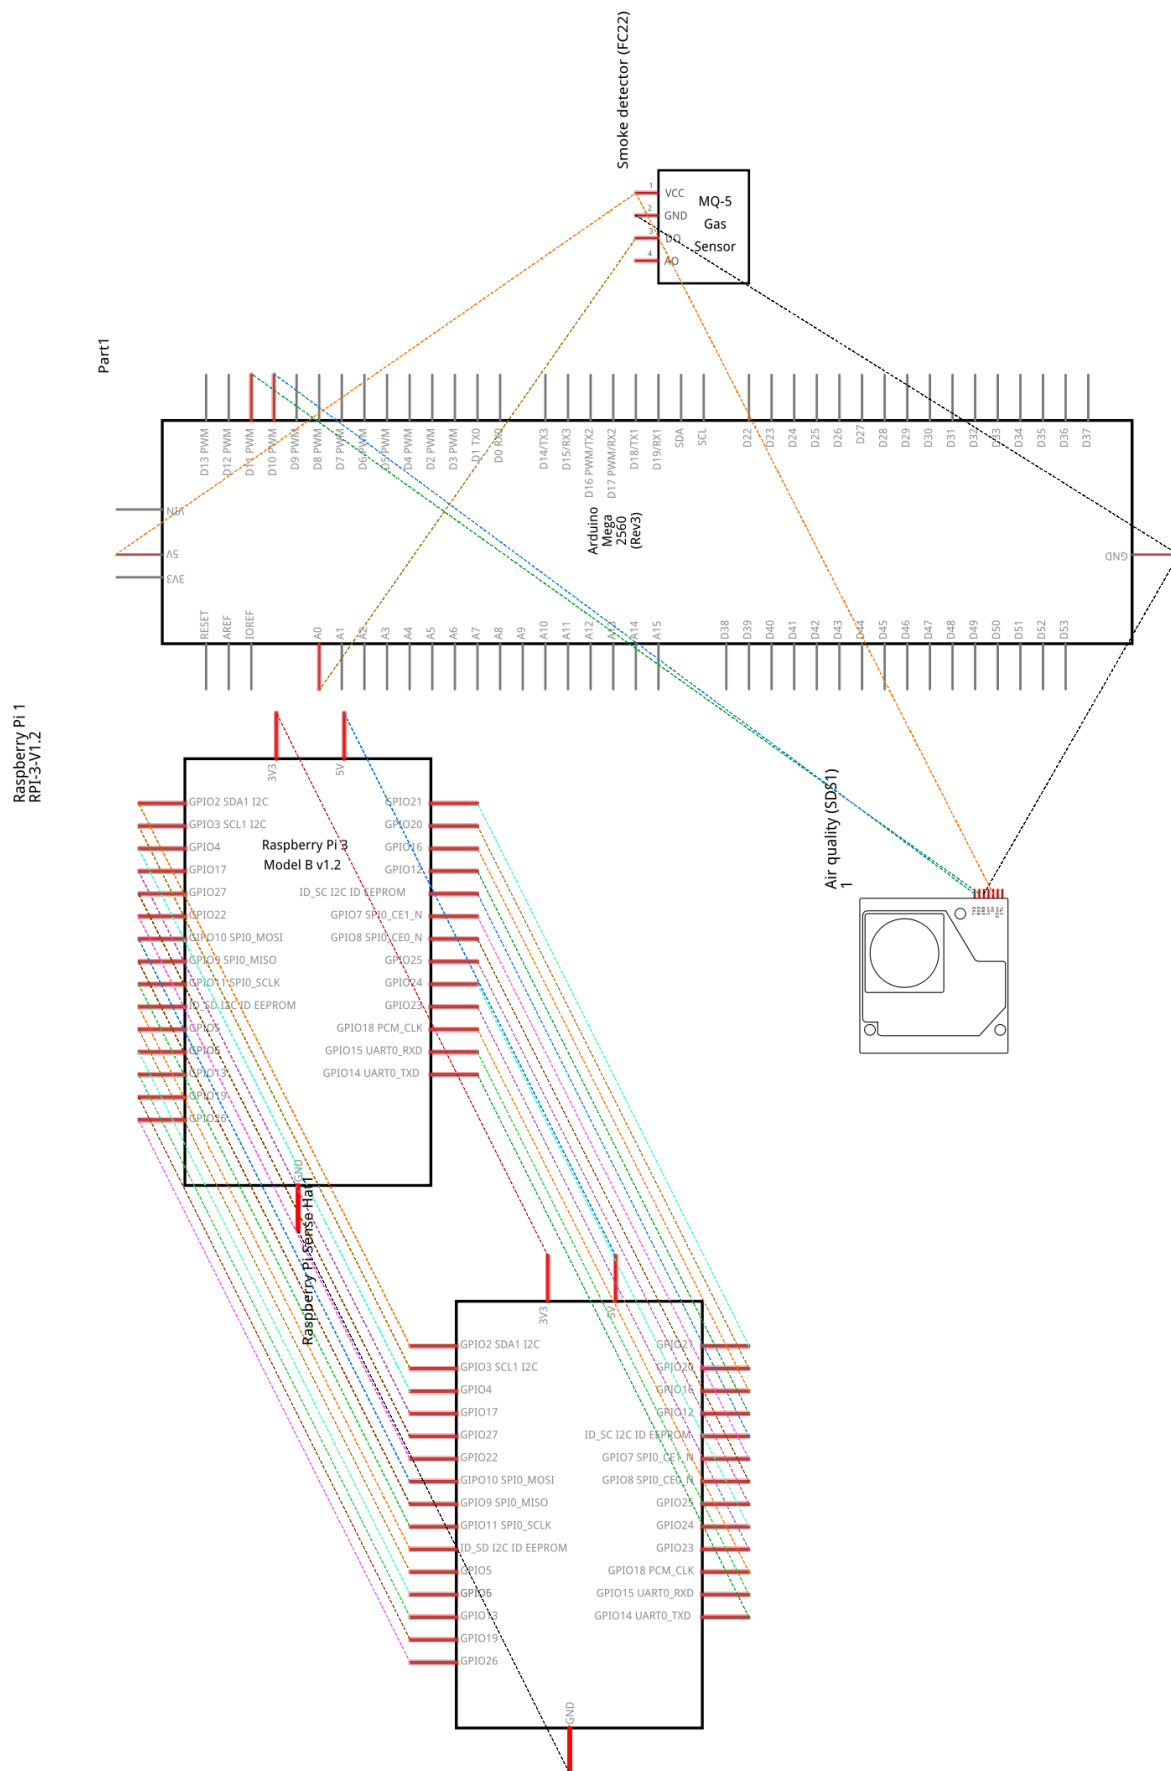 Smoke detector (FC22)
1
VCC
2
GND
3
DO
4
AO
MQ-5
Gas
Sensor
Part1
D13 PWM
D12 PWM
D11 PWM
D10 PWM
D9 PWM
D8 PWM
D7 PWM
D6 PWM
D5 PWM
D4 PWM
D2 PWM
D3 PWM
D1 TX0
D0 RX0
D14/TX3
D15/RX3
D16 PWM/TX2
D17 PWM/RX2
D18/TX1
D19/RX1
SDA
SCL
D22
D23
D24
D25
D26
D27
D28
D29
D30
D31
D32
D33
D34
D35
D36
D37
VIN
5V
3V3
Arduino
Mega
2560
(Rev3)
GND
RESET
AREF
IOREF
A0
A1
A2
A3
A4
A5
A6
A7
A8
A9
A10
A11
A12
A13
A14
A15
D38
D39
D40
D41
D42
D43
D44
D45
D46
D47
D48
D49
D50
D51
D52
D53
Raspberry Pi 1
RPI-3-V1.2
3V3
5V
Raspberry Pi 3
Model B v1.2
GPIO2 SDA1 I2C
GPIO3 SCL1 I2C
GPIO4
GPIO17
GPIO27
GPIO22
GIPO10 SPI0_MOSI
GPIO9 SPI0_MISO
GPIO11 SPI0_SCLK
ID_SD I2C ID EEPROM
GPIO5
GPIO6
GPIO13
GPIO19
GPIO26
GPIO21
GPIO20
GPIO16
GPIO12
ID_SC I2C ID EEPROM
GPIO7 SPI0_CE1_N
GPIO8 SPI0_CE0_N
GPIO25
GPIO24
GPIO23
GPIO18 PCM_CLK
GPIO15 UART0_RXD
GPIO14 UART0_TXD
GND
Air quality (SDS1)
1
Raspberry Pi Sense Hat1
3V3
5V
GPIO2 SDA1 I2C
GPIO3 SCL1 I2C
GPIO4
GPIO17
GPIO27
GPIO22
GIPO10 SPI0_MOSI
GPIO9 SPI0_MISO
GPIO11 SPI0_SCLK
ID_SD I2C ID EEPROM
GPIO5
GPIO6
GPIO13
GPIO19
GPIO26
GPIO21
GPIO20
GPIO16
GPIO12
ID_SC I2C ID EEPROM
GPIO7 SPI0_CE1_N
GPIO8 SPI0_CE0_N
GPIO25
GPIO24
GPIO23
GPIO18 PCM_CLK
GPIO15 UART0_RXD
GPIO14 UART0_TXD
GND